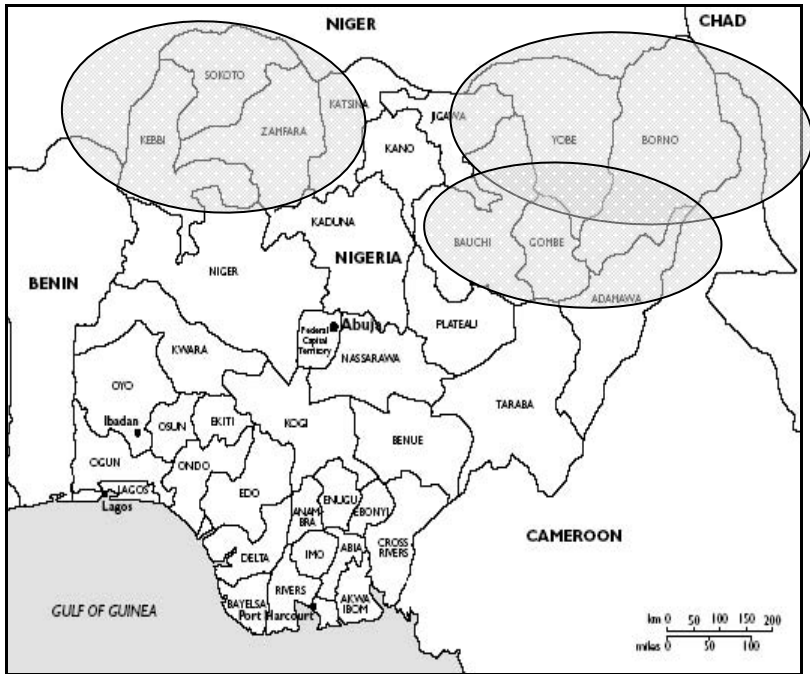 NIGER
CHAD
SOKOTO
KATSINA
JIGAWA
KEBBI
ZAMFARA
YOBE
BORNO
KANO
KADUNA
BAUCHI
GOMBE
NIGERIA
NIGER
BENIN
ADAMAWA
Abuja
Federal
Capital
Territory
PLATEAU
KWARA
NASSARAWA
OYO
TARABA
Ibadan
OSUN
EKITI
KOGI
BENUE
OGUN
ONDO
LAGOS
Lagos
EDO
ANAM
BRA
ENUGU
EBONYI
CROSS
RIVERS
CAMEROON
DELTA
IMO
ABIA
GULF OF GUINEA
BAYELSA
RIVERS
AKWA
IBOM
Port Harcourt
km 0 50 100 150 200
miles 0 50 100